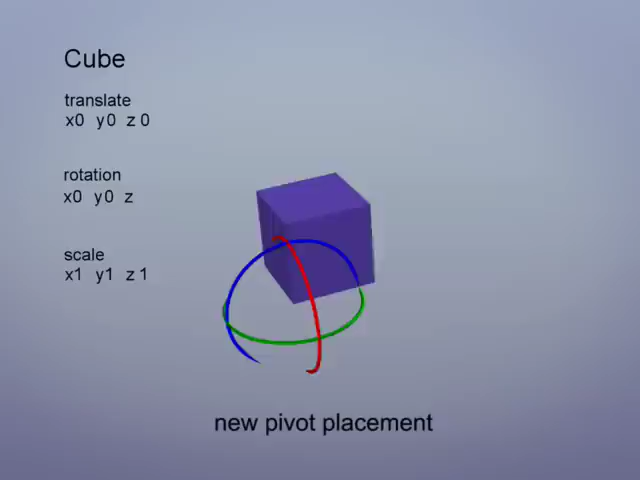 Cube
translate
x0 y0 z 0
rotation
x0 y0 z
scale
x1 y1 z 1
new pivot placement